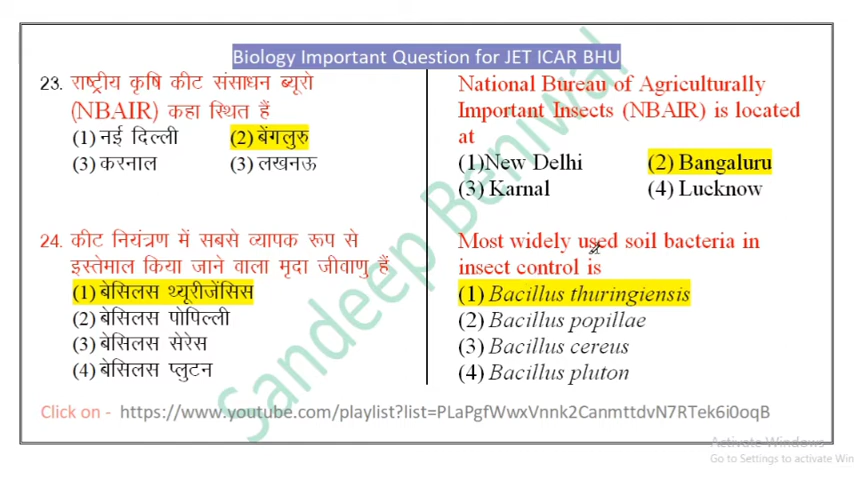 Biology Important Question for JET ICAR BHU
23. राष्ट्रीय कृषि कीट संसाधन ब्यूरो
(NBAIR) कहा स्थित हैं
(1) नई दिल्ली (2) बेंगलुरु
(3) करनाल (3) लखनऊ
24. कीट नियंत्रण में सबसे व्यापक रूप से
इस्तेमाल किया जाने वाला मृदा जीवाणु हैं
(1) बेसिलस थ्यूरीजेंसिस
(2) बेसिलस पोपिल्ली
(3) बेसिलस सेरेस
(4) बेसिलस प्लुटन
National Bureau of Agriculturally
Important Insects (NBAIR) is located
at
(1)New Delhi (2) Bangaluru
(3) Karnal (4) Lucknow
Most widely used soil bacteria in
insect control is
(1) Bacillus thuringiensis
(2) Bacillus popillae
(3) Bacillus cereus
(4) Bacillus pluton
Sandeep Beniwal
Click on - https://www.youtube.com/playlist?list=PLaPgfWwxVnnk2CanmttdvN7RTek6i0oqB
Activate Windows
Go to Settings to activate Win